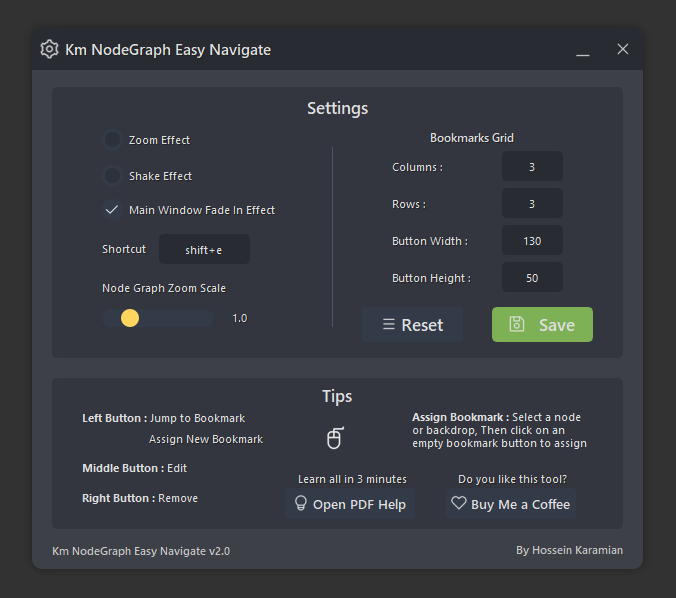 Km NodeGraph Easy Navigate
Settings
Zoom Effect
Shake Effect
Main Window Fade In Effect
Shortcut shift+e
Node Graph Zoom Scale
1.0
Bookmarks Grid
Columns : 3
Rows : 3
Button Width : 130
Button Height : 50
Reset
Save
Tips
Left Button : Jump to Bookmark
Assign New Bookmark
Middle Button : Edit
Right Button : Remove
Assign Bookmark : Select a node
or backdrop, Then click on an
empty bookmark button to assign
Learn all in 3 minutes
Open PDF Help
Do you like this tool?
Buy Me a Coffee
Km NodeGraph Easy Navigate v2.0
By Hossein Karamian